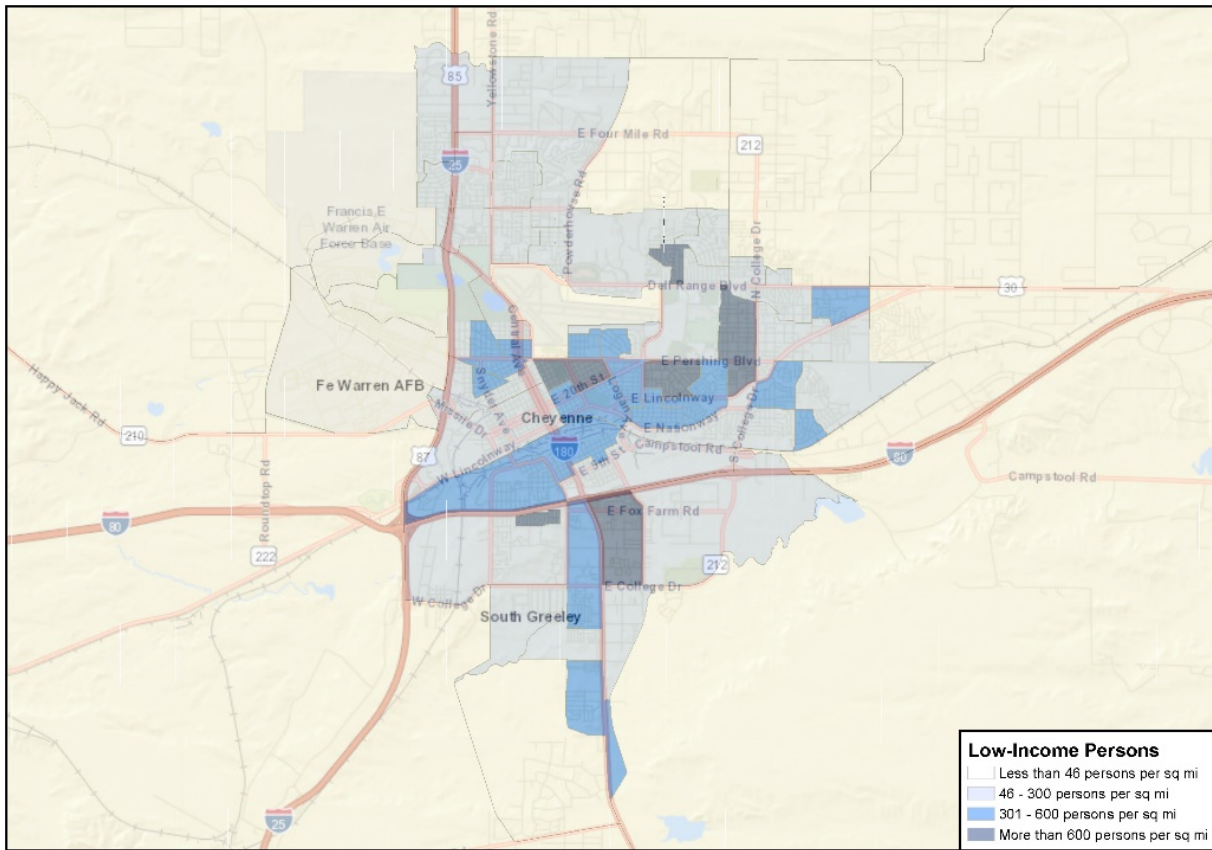 85
Yellowstone Rd
E Four Mile Rd
212
25
Powderhouse Rd
Francis E
Warren Air
Force Base
N College Dr
Dell Range Blvd
30
Central Ave
E Pershing Blvd
Happy Jack Rd
Fe Warren AFB
Snyder Ave
E 20th St
Logan Ave
E Lincolnway
Missile Dr
Cheyenne
E Nationway
S College Dr
210
87
W Lincolnway
180
E 9th St
Campstool Rd
80
Roundtop Rd
Campstool Rd
80
E Fox Farm Rd
222
212
W College Dr
E College Dr
South Greeley
25
Low-Income Persons
Less than 46 persons per sq mi
46 - 300 persons per sq mi
301 - 600 persons per sq mi
More than 600 persons per sq mi